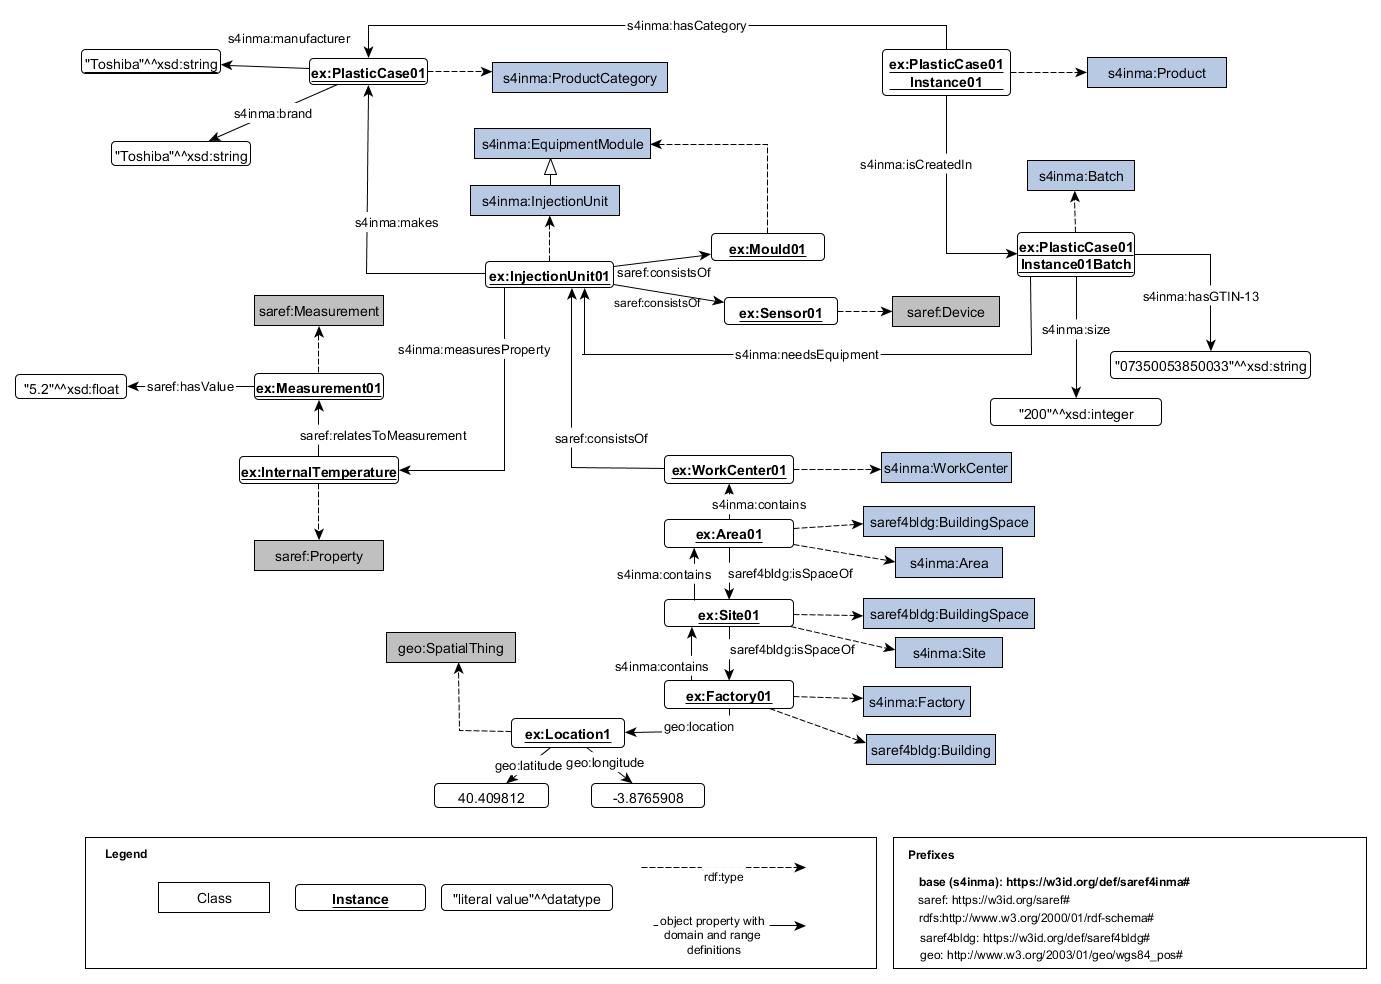 s4inma:hasCategory
s4inma:manufacturer
"Toshiba"^^xsd:string
ex:PlasticCase01
s4inma:ProductCategory
ex:PlasticCase01
Instance01
s4inma:Product
s4inma:brand
"Toshiba"^^xsd:string
s4inma:EquipmentModule
s4inma:isCreatedIn
s4inma:Batch
s4inma:InjectionUnit
s4inma:makes
ex:Mould01
ex:PlasticCase01
Instance01Batch
ex:InjectionUnit01
saref:consistsOf
saref:consistsOf
s4inma:hasGTIN-13
saref:Measurement
ex:Sensor01
saref:Device
s4inma:size
s4inma:measuresProperty
s4inma:needsEquipment
"07350053850033"^^xsd:string
"5.2"^^xsd:float
saref:hasValue
ex:Measurement01
"200"^^xsd:integer
saref:relatesToMeasurement
saref:consistsOf
ex:InternalTemperature
ex:WorkCenter01
s4inma:WorkCenter
s4inma:contains
saref4bldg:BuildingSpace
ex:Area01
saref:Property
s4inma:Area
s4inma:contains
saref4bldg:isSpaceOf
ex:Site01
saref4bldg:BuildingSpace
geo:SpatialThing
saref4bldg:isSpaceOf
s4inma:Site
s4inma:contains
ex:Factory01
s4inma:Factory
geo:location
ex:Location1
saref4bldg:Building
geo:latitude
geo:longitude
40.409812
-3.8765908
Legend
Class
Instance
"literal value"^^datatype
rdf:type
object property with
domain and range
definitions
Prefixes
base (s4inma): https://w3id.org/def/saref4inma#
saref: https://w3id.org/saref#
rdfs:http://www.w3.org/2000/01/rdf-schema#
saref4bldg: https://w3id.org/def/saref4bldg#
geo: http://www.w3.org/2003/01/geo/wgs84_pos#